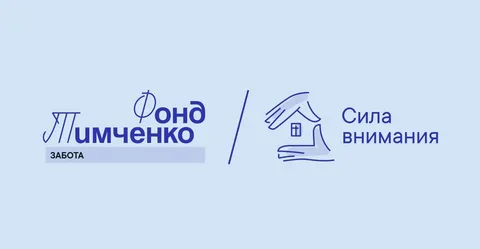 Фонд
Тимченко
ЗАБОТА
Сила
внимания